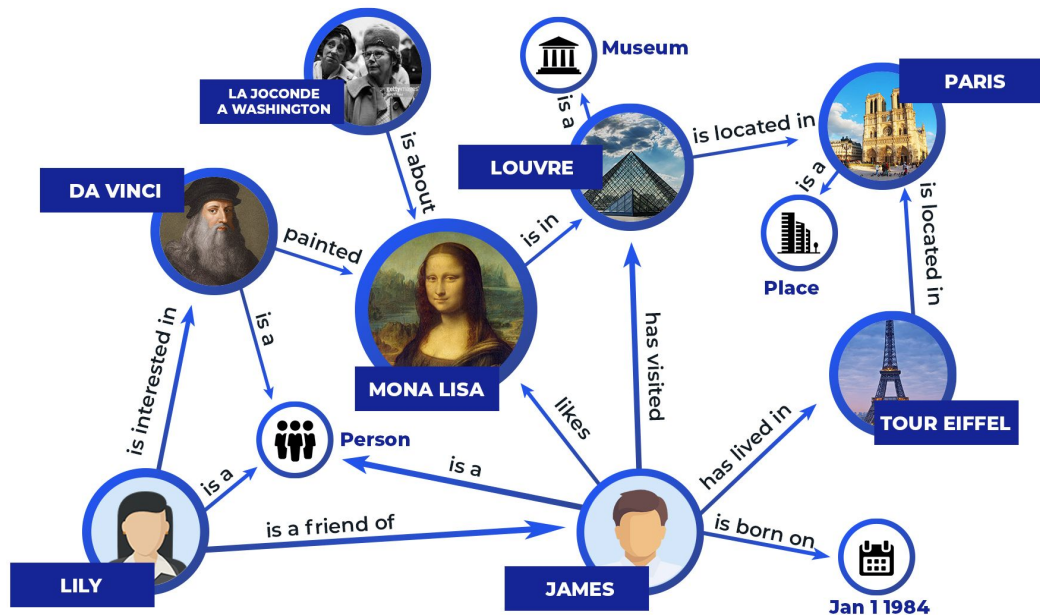 Museum
LA JOCONDE
A WASHINGTON
PARIS
is a
is located in
LOUVRE
is about
is a
DA VINCI
is located in
painted
is in
Place
is a
has visited
is interested in
MONA LISA
likes
TOUR EIFFEL
Person
has lived in
is a
is a
is a friend of
is born on
LILY
JAMES
Jan 1 1984